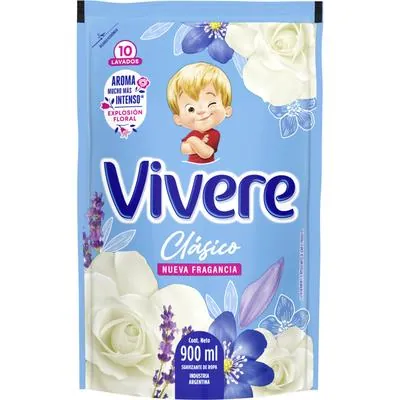 10
LAVADOS
AROMA
MUCHO MÁS
INTENSO
EXPLOSIÓN
FLORAL
Vivere
Clásico
NUEVA FRAGANCIA
Cont. Neto
900 ml
SUAVIZANTE DE ROPA
INDUSTRIA
ARGENTINA